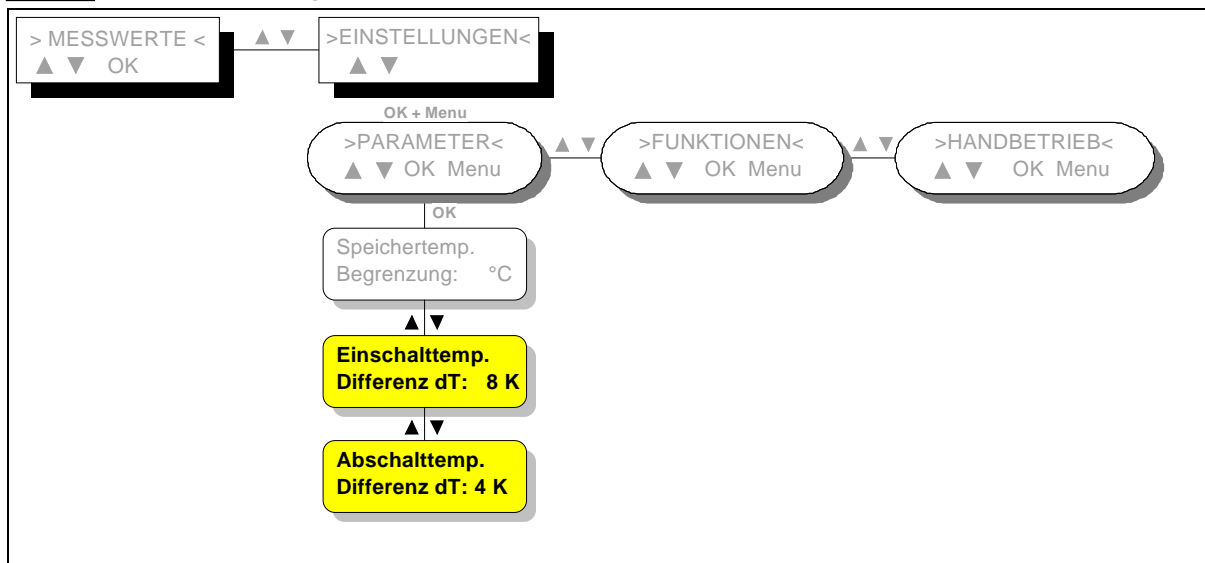 > MESSWERTE <
▲ ▼ OK
▲ ▼
>EINSTELLUNGEN<
▲ ▼
OK + Menu
>PARAMETER<
▲ ▼ OK Menu
▲ ▼
>FUNKTIONEN<
▲ ▼ OK Menu
▲ ▼
>HANDBETRIEB<
▲ ▼ OK Menu
OK
Speichertemp.
Begrenzung: °C
▲ ▼
Einschalttemp.
Differenz dT: 8 K
▲ ▼
Abschalttemp.
Differenz dT: 4 K